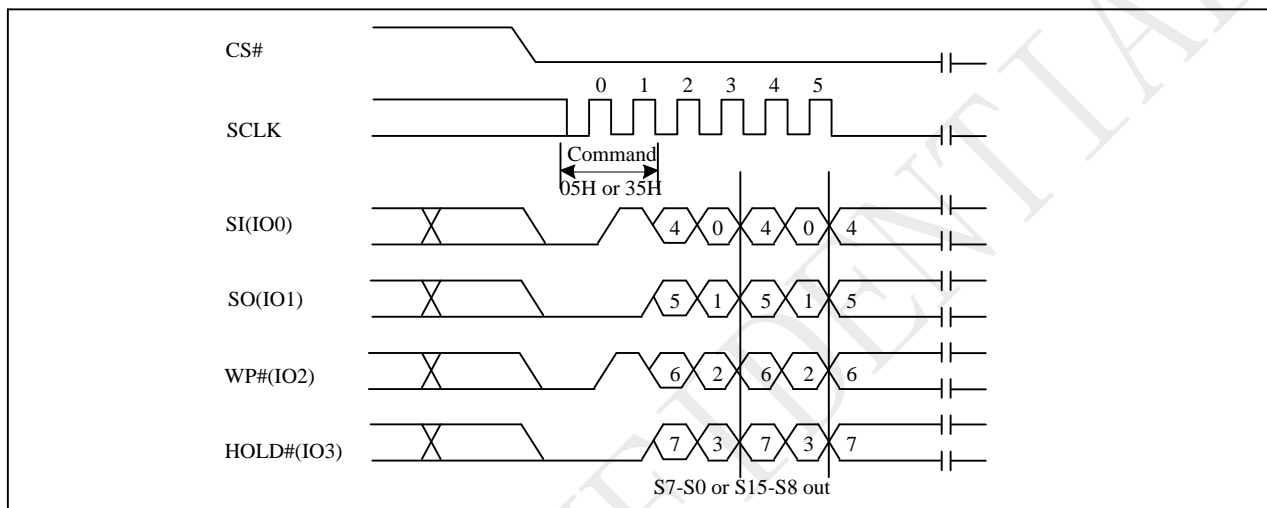 CS#
0 1 2 3 4 5
SCLK
Command
05H or 35H
SI(IO0) 4 0 4 0 4
SO(IO1) 5 1 5 1 5
WP#(IO2) 6 2 6 2 6
HOLD#(IO3) 7 3 7 3 7
S7-S0 or S15-S8 out